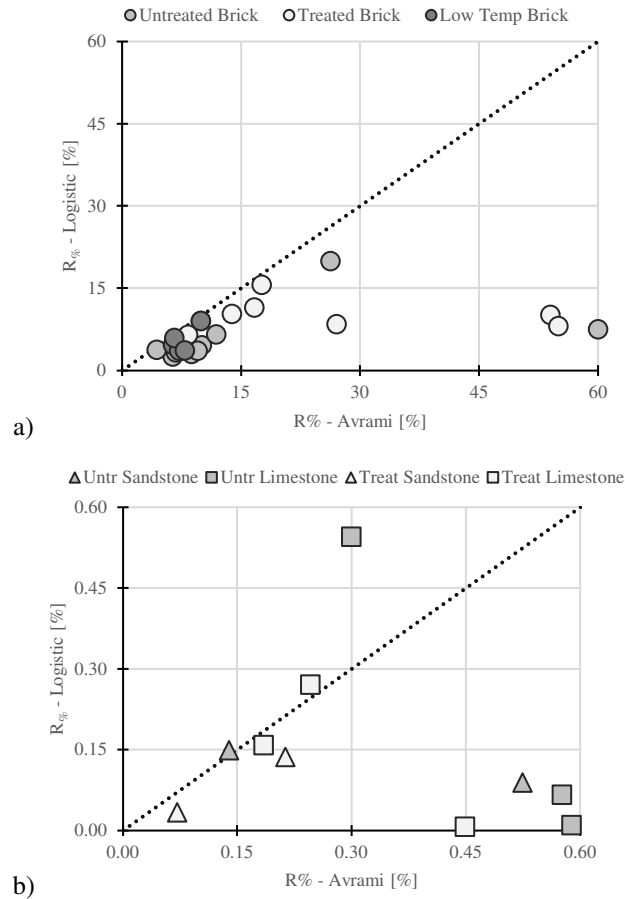 Untreated Brick Treated Brick Low Temp Brick
60
45
30
15
0
R% - Logistic [%]
0 15 30 45 60
R% - Avrami [%]
a)
Untr Sandstone Untr Limestone Treat Sandstone Treat Limestone
0.60
0.45
0.30
0.15
0.00
R% - Logistic [%]
0.00 0.15 0.30 0.45 0.60
R% - Avrami [%]
b)